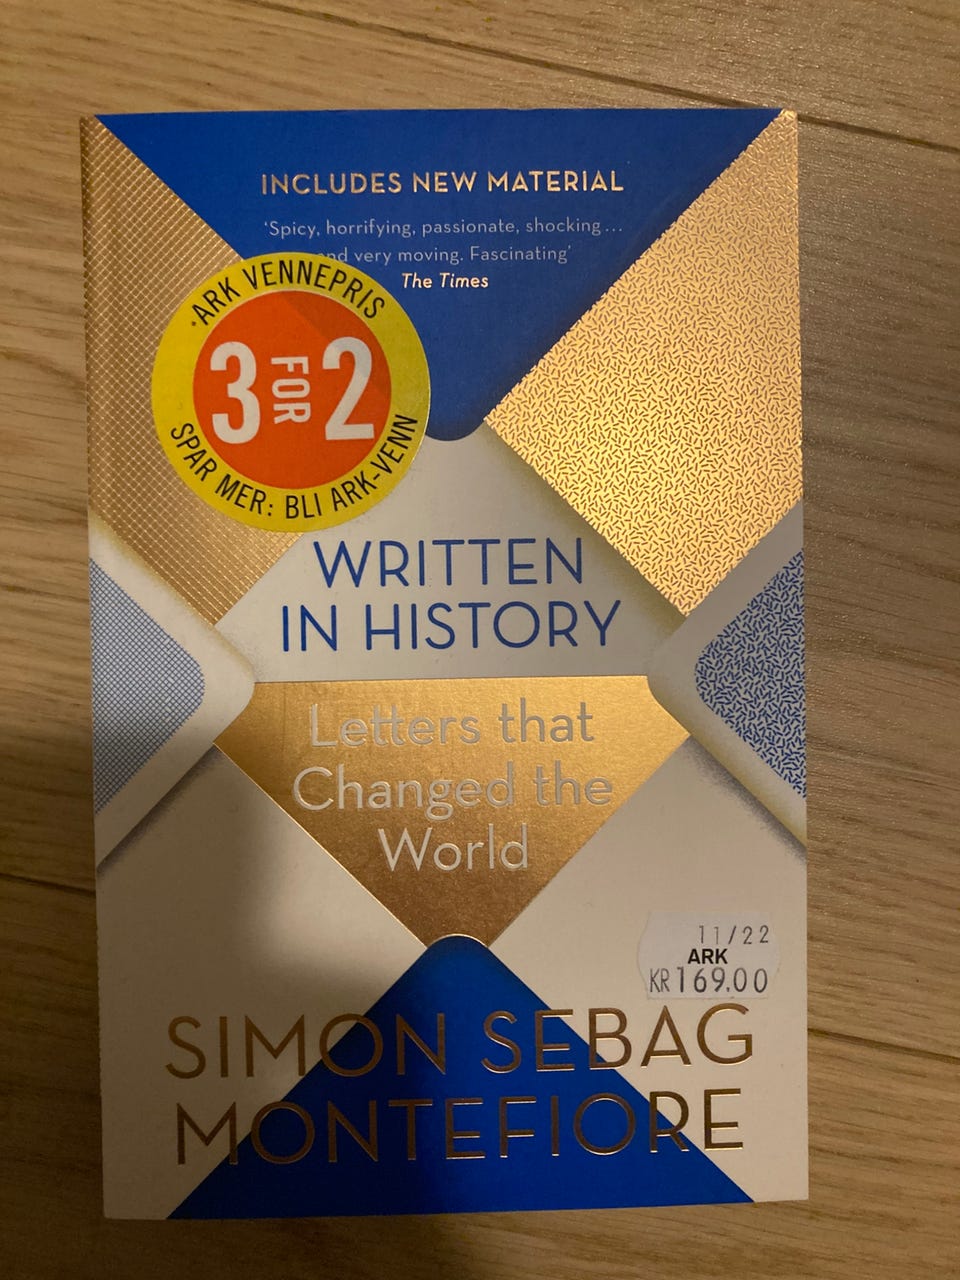 INCLUDES NEW MATERIAL
'Spicy, horrifying, passionate, shocking...
and very moving. Fascinating'
The Times
*ARK VENNEPRIS
3 FOR 2
SPAR MER: BLI ARK-VENN
WRITTEN
IN HISTORY
Letters that
Changed the
World
11/22
ARK
KR 169.00
SIMON SEBAG
MONTEFIORE